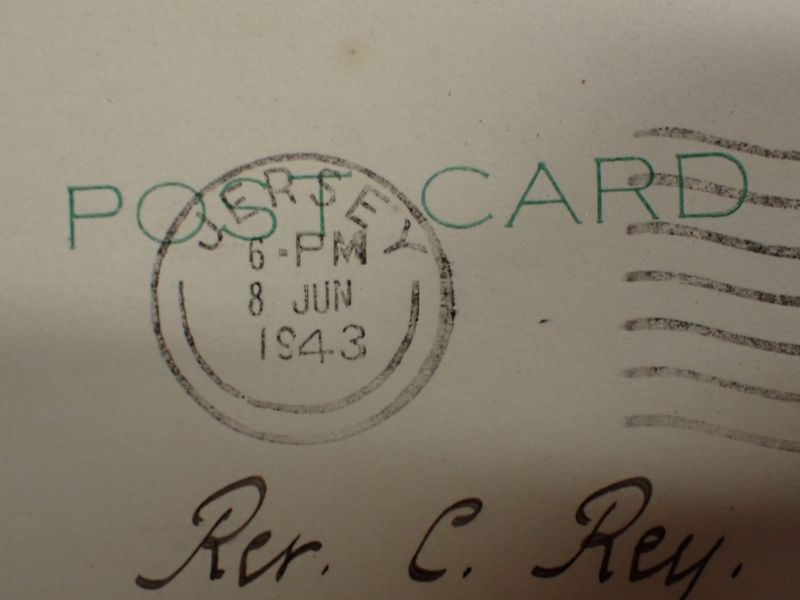 POST CARD
JERSEY
6-PM
8 JUN
1943
Rev. C. Rey.